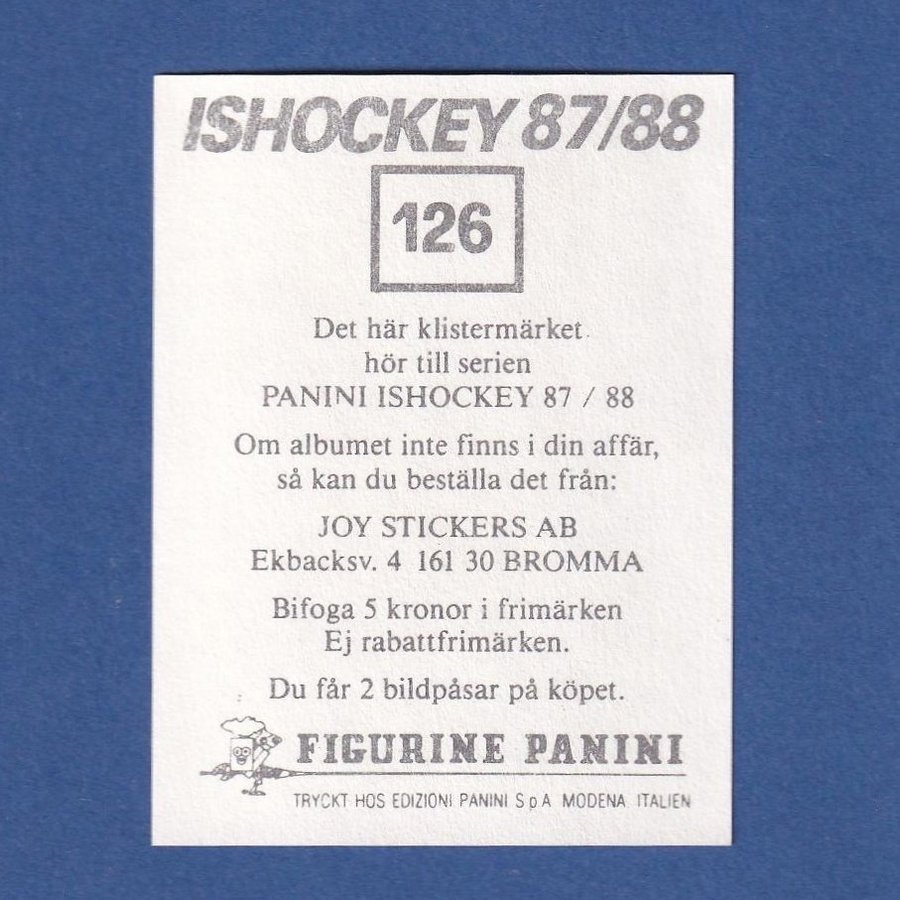 ISHOCKEY 87/88
126
Det här klistermärket
hör till serien
PANINI ISHOCKEY 87 / 88
Om albumet inte finns i din affär,
så kan du beställa det från:
JOY STICKERS AB
Ekbacksv. 4 161 30 BROMMA
Bifoga 5 kronor i frimärken
Ej rabattfrimärken.
Du får 2 bildpåsar på köpet.
FIGURINE PANINI
TRYCKT HOS EDIZIONI PANINI S p A MODENA ITALIEN